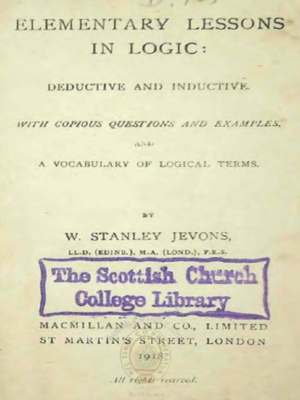 ELEMENTARY LESSONS
IN LOGIC:
DEDUCTIVE AND INDUCTIVE.
WITH COPIOUS QUESTIONS AND EXAMPLES,
AND
A VOCABULARY OF LOGICAL TERMS.
BY
W. STANLEY JEVONS,
LL.D. (EDINB.), M.A. (LOND.), F.R.S.
The Scottish Church
College Library
MACMILLAN AND CO., LIMITED
ST MARTIN'S STREET, LONDON
1918
All rights reserved.